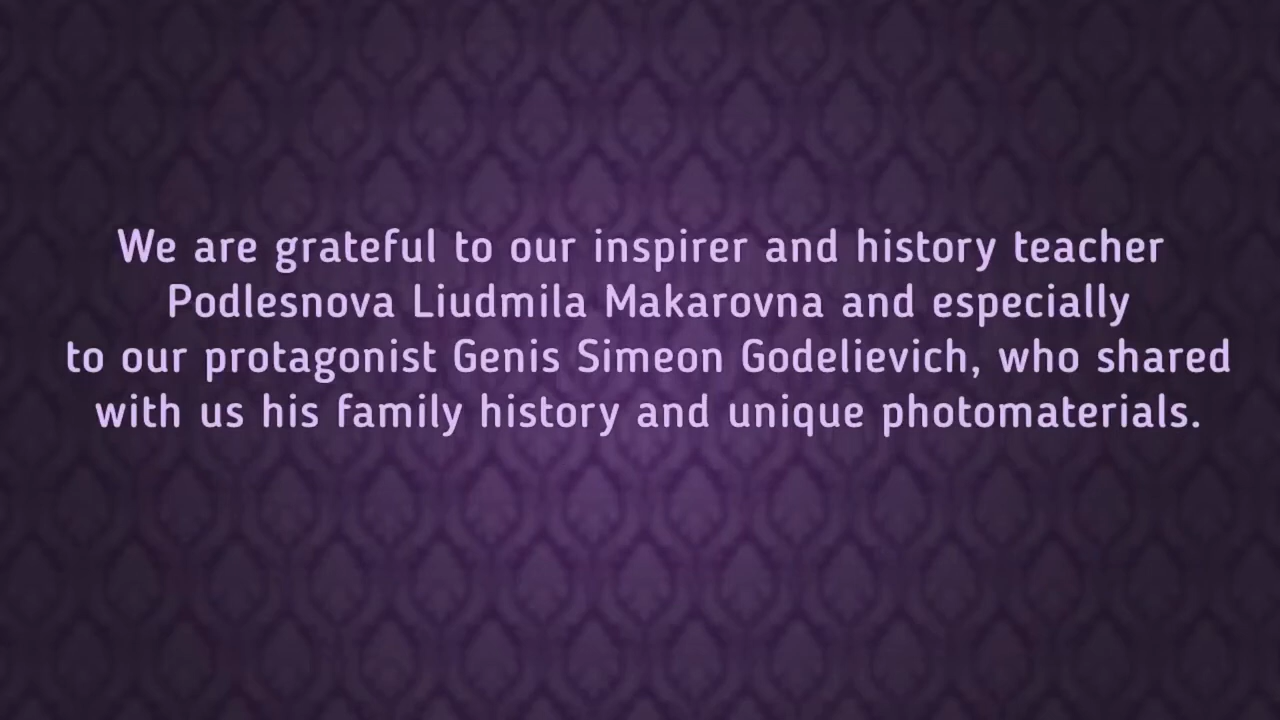 We are grateful to our inspirer and history teacher
Podlesnova Liudmila Makarovna and especially
to our protagonist Genis Simeon Godelievich, who shared
with us his family history and unique photomaterials.